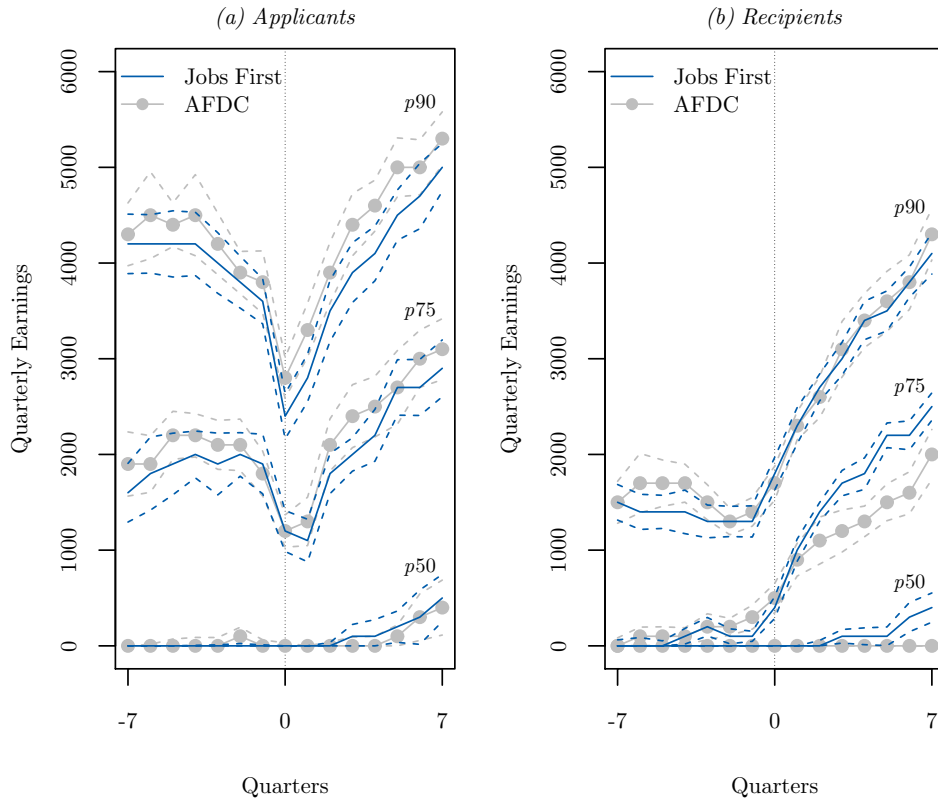 (a) Applicants
Quarterly Earnings
6000
5000
4000
3000
2000
1000
0
Jobs First
AFDC
p90
p75
p50
-7 0 7
Quarters
(b) Recipients
Quarterly Earnings
6000
5000
4000
3000
2000
1000
0
Jobs First
AFDC
p90
p75
p50
-7 0 7
Quarters